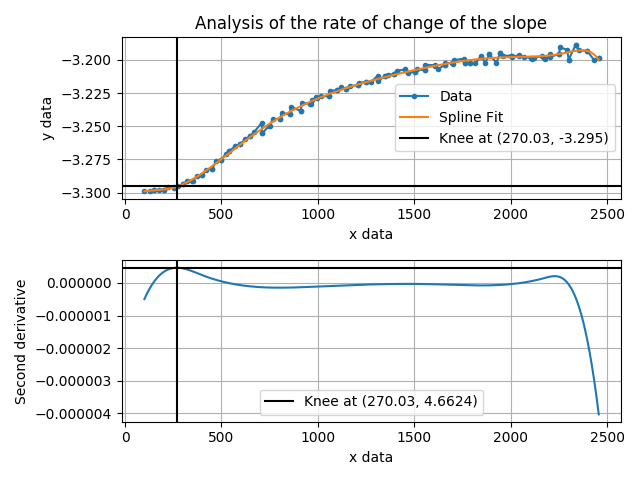 Analysis of the rate of change of the slope
y data
−3.200
−3.225
−3.250
−3.275
−3.300
Data
Spline Fit
Knee at (270.03, -3.295)
0
500
1000
1500
2000
2500
x data
Second derivative
0.000000
−0.000001
−0.000002
−0.000003
−0.000004
Knee at (270.03, 4.6624)
0
500
1000
1500
2000
2500
x data